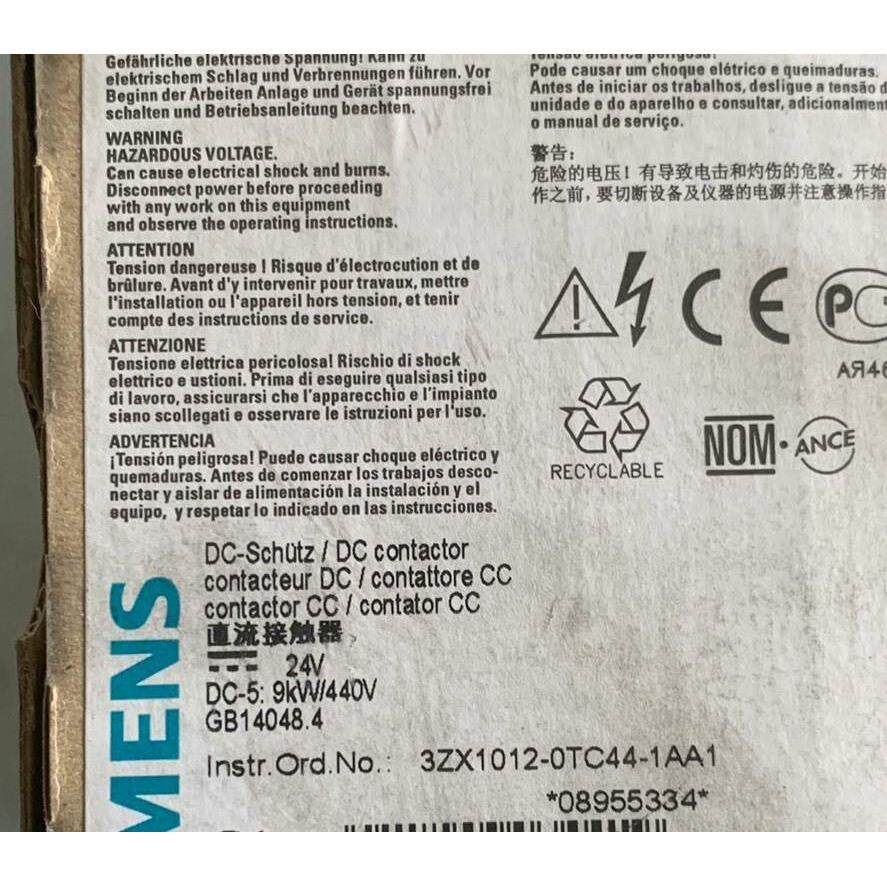 Gefährliche elektrische Spannung! Kann zu
elektrischem Schlag und Verbrennungen führen. Vor
Beginn der Arbeiten Anlage und Gerät spannungsfrei
schalten und Betriebsanleitung beachten.
WARNING
HAZARDOUS VOLTAGE.
Can cause electrical shock and burns.
Disconnect power before proceeding
with any work on this equipment
and observe the operating instructions.
ATTENTION
Tension dangereuse ! Risque d'électrocution et de
brûlure. Avant d'y intervenir pour travaux, mettre
l'installation ou l'appareil hors tension, et tenir
compte des instructions de service.
ATTENZIONE
Tensione elettrica pericolosa! Rischio di shock
elettrico e ustioni. Prima di eseguire qualsiasi tipo
di lavoro, assicurarsi che l'apparecchio e l'impianto
siano scollegati e osservare le istruzioni per l'uso.
ADVERTENCIA
¡Tensión peligrosa! Puede causar choque eléctrico y
quemaduras. Antes de comenzar los trabajos desco-
nectar y aislar de alimentación la instalación y el
equipo, y respetar lo indicado en las instrucciones.
Tensão elétrica perigosa!
Pode causar um choque elétrico e queimaduras.
Antes de iniciar os trabalhos, desligue a tensão d
unidade e do aparelho e consultar, adicionalmen
o manual de serviço.
警告：
危险的电压！有导致电击和灼伤的危险。开始
作之前，要切断设备及仪器的电源并注意操作指
CE
PC
АЯ46
RECYCLABLE
NOM·ANCE
MENS
DC-Schütz / DC contactor
contacteur DC / contattore CC
contactor CC / contator CC
直流接触器
24V
DC-5: 9kW/440V
GB14048.4
Instr.Ord.No.: 3ZX1012-0TC44-1AA1
*08955334*